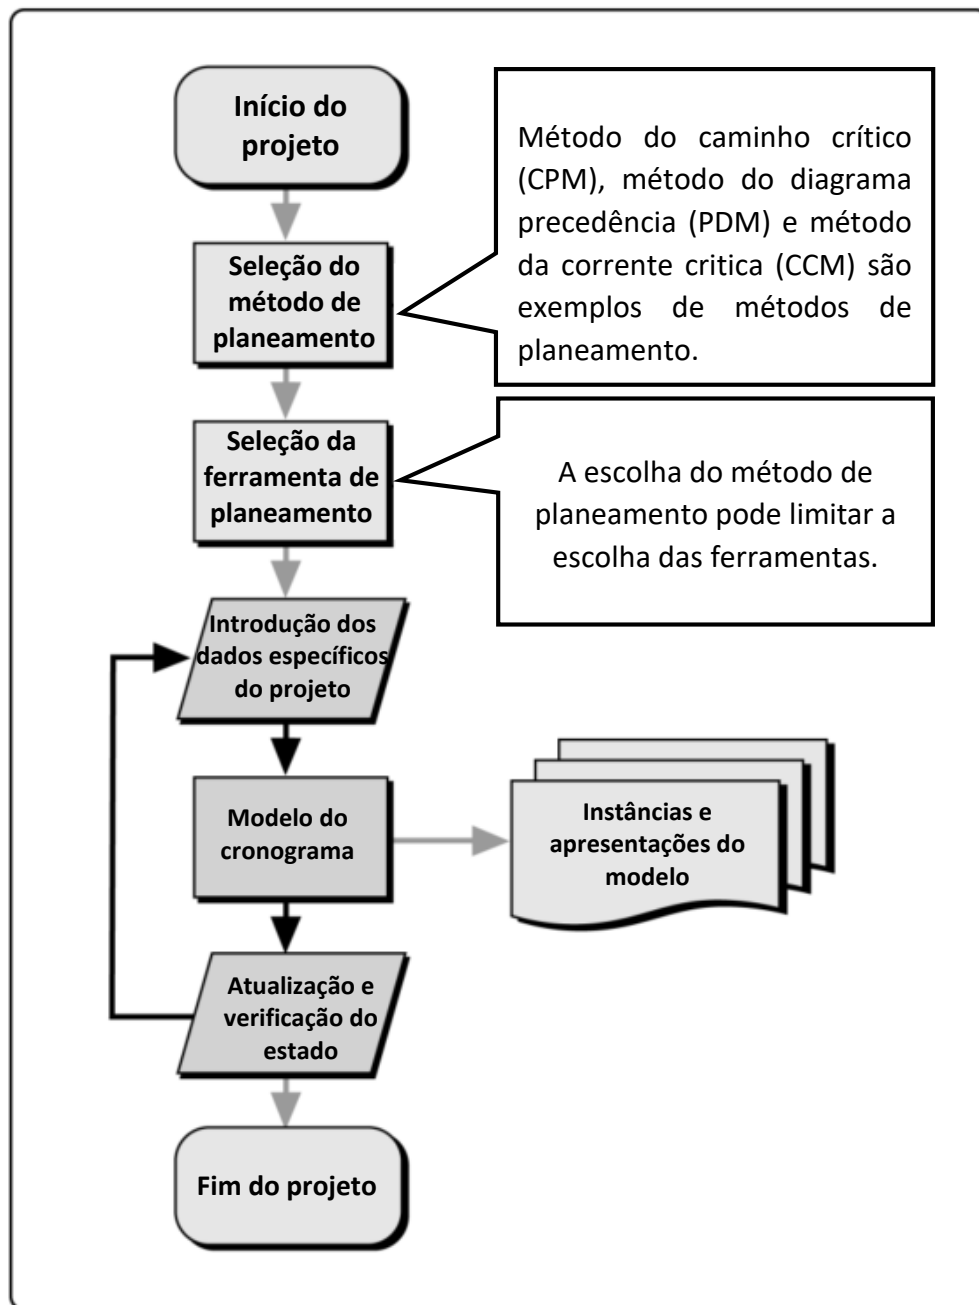 Início do
projeto
Método do caminho crítico
(CPM), método do diagrama
precedência (PDM) e método
da corrente critica (CCM) são
exemplos de métodos de
planeamento.
Seleção do
método de
planeamento
Seleção da
ferramenta de
planeamento
A escolha do método de
planeamento pode limitar a
escolha das ferramentas.
Introdução dos
dados específicos
do projeto
Modelo do
cronograma
Instâncias e
apresentações do
modelo
Atualização e
verificação do
estado
Fim do projeto